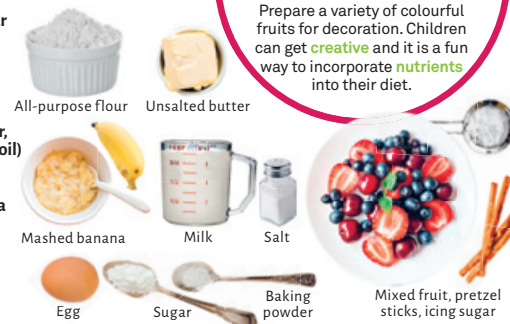 Prepare a variety of colourful
fruits for decoration. Children
can get creative and it is a fun
way to incorporate nutrients
into their diet.
r
All-purpose flour
Unsalted butter
r,
oil)
a
Mashed banana
Milk
Salt
Egg
Sugar
Baking
powder
Mixed fruit, pretzel
sticks, icing sugar